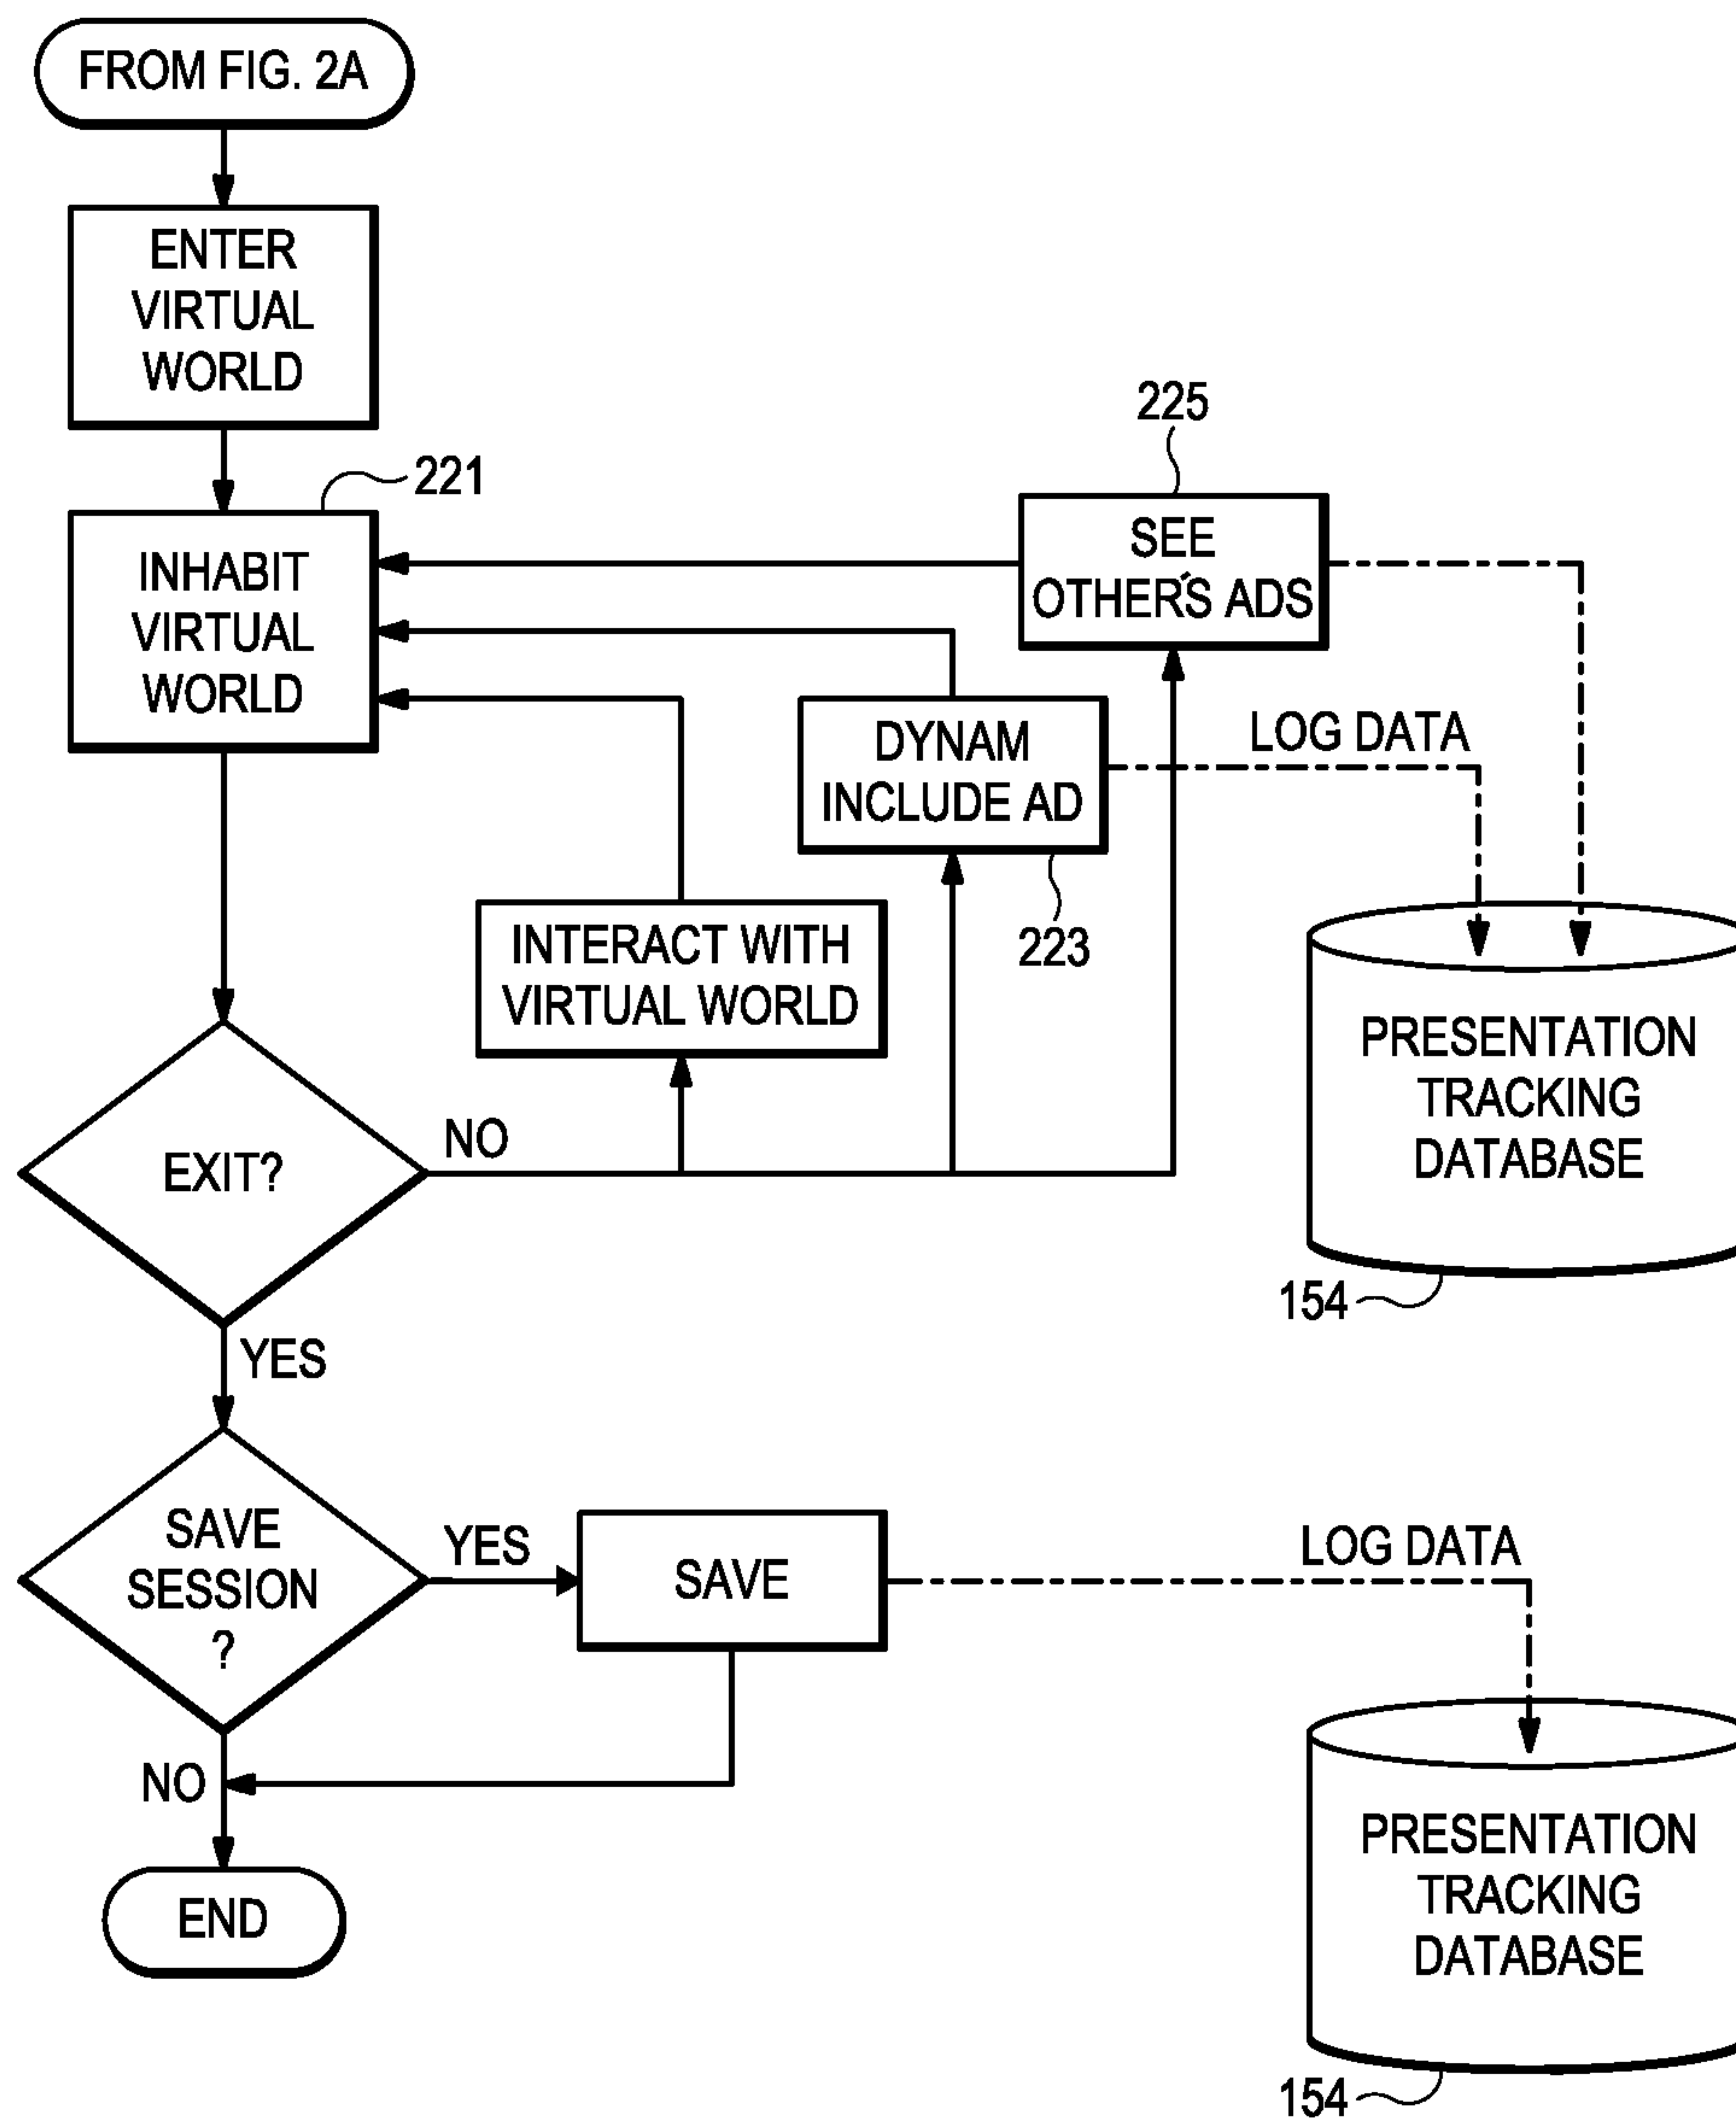 FROM FIG. 2A
ENTER
VIRTUAL
WORLD
225
221
SEE
OTHER'S ADS
INHABIT
VIRTUAL
WORLD
DYNAM
INCLUDE AD
LOG DATA
223
INTERACT WITH
VIRTUAL WORLD
PRESENTATION
TRACKING
DATABASE
154
EXIT?
NO
YES
SAVE
SESSION
?
YES
SAVE
LOG DATA
NO
END
PRESENTATION
TRACKING
DATABASE
154